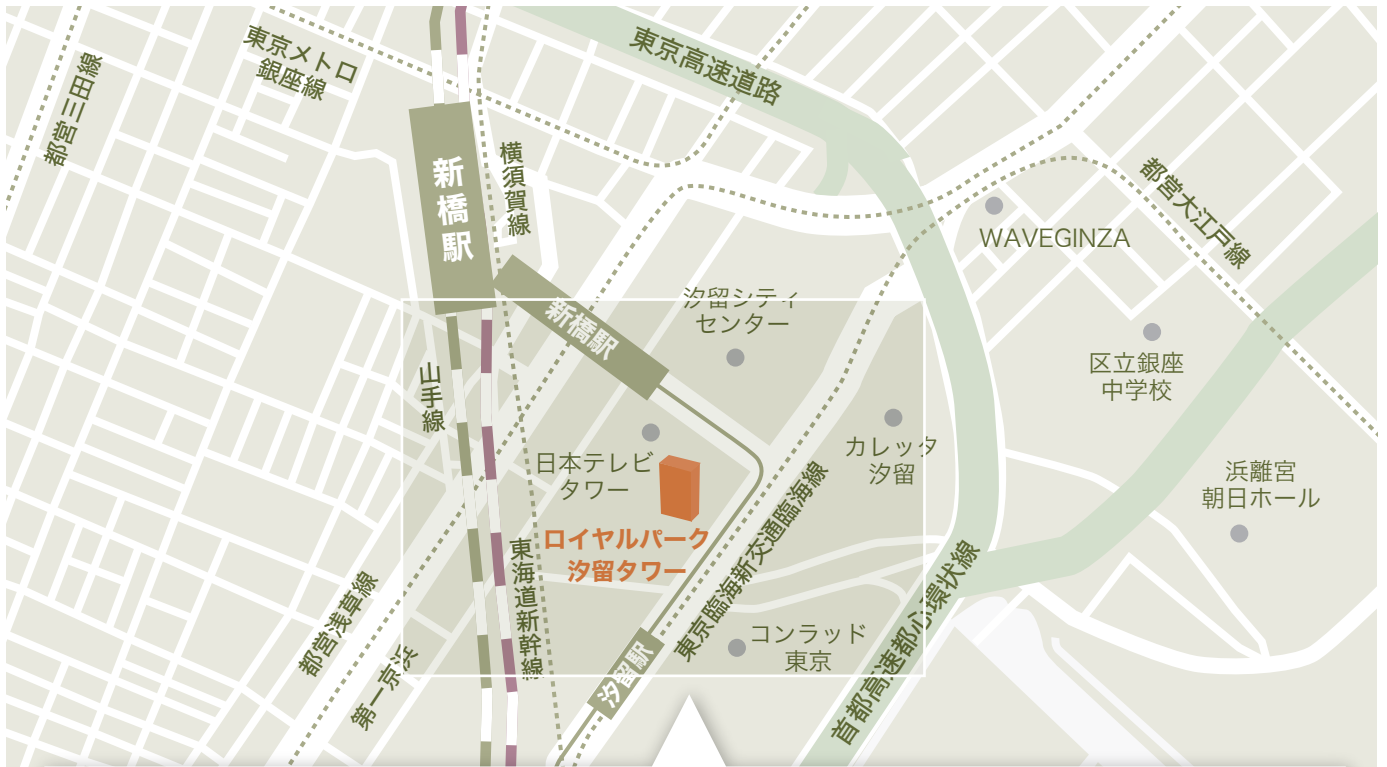 東京メトロ
銀座線
都営三田線
東京高速道路
新橋駅
横須賀線
都営大江戸線
WAVEGINZA
汐留シティ
センター
新橋駅
区立銀座
中学校
山手線
カレッタ
汐留
日本テレビ
タワー
浜離宮
朝日ホール
ロイヤルパーク
汐留タワー
東京臨海新交通臨海線
東海道新幹線
首都高速都心環状線
都営浅草線
第一京浜
コンラッド
東京
汐留駅